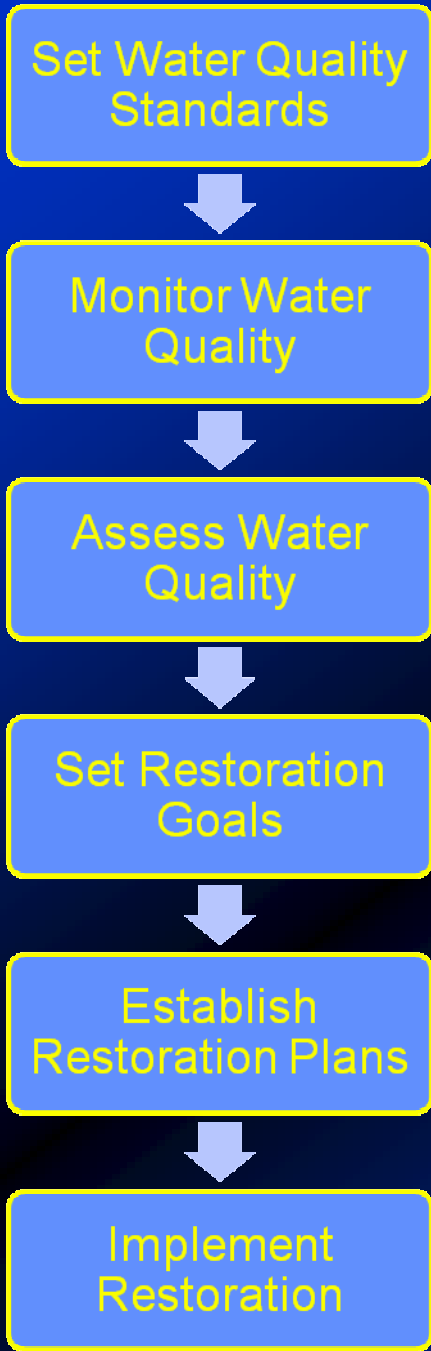 Set Water Quality
Standards
Monitor Water
Quality
Assess Water
Quality
Set Restoration
Goals
Establish
Restoration Plans
Implement
Restoration